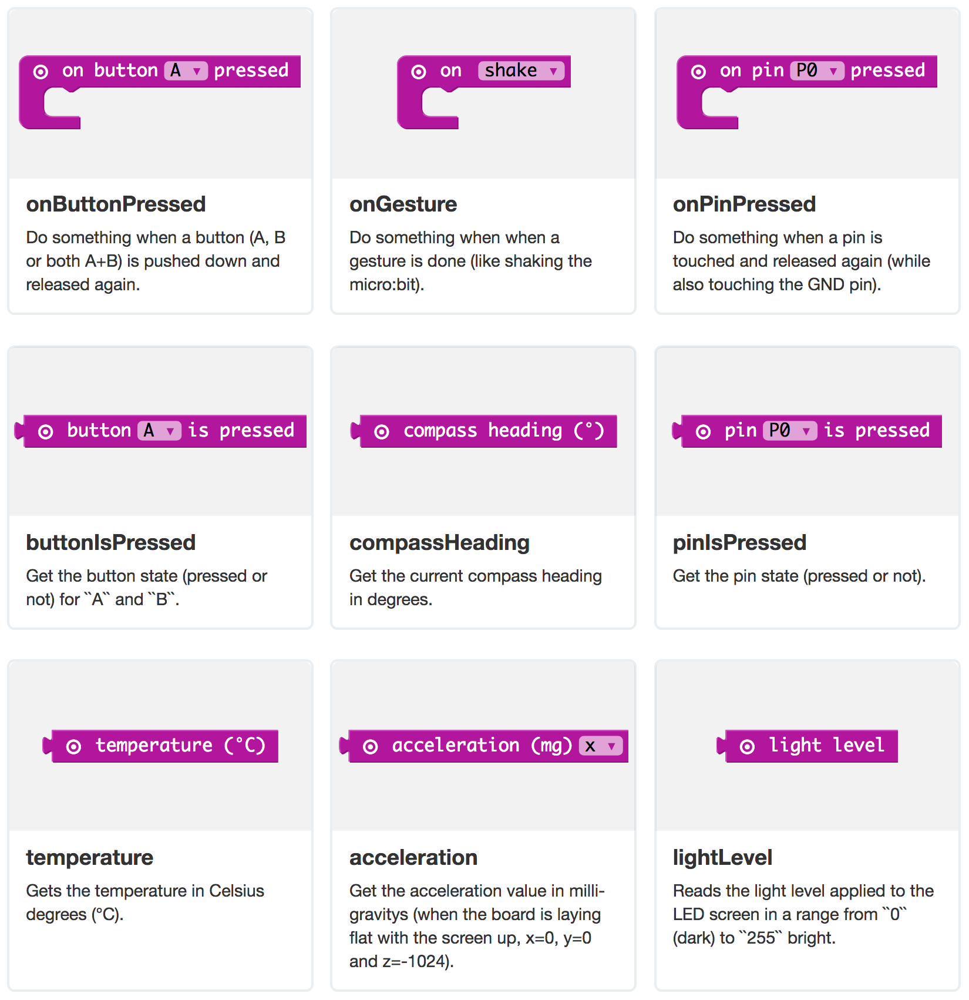 on button A ▼ pressed
onButtonPressed
Do something when a button (A, B
or both A+B) is pushed down and
released again.
on shake ▼
onGesture
Do something when when a
gesture is done (like shaking the
micro:bit).
on pin P0 ▼ pressed
onPinPressed
Do something when a pin is
touched and released again (while
also touching the GND pin).
button A ▼ is pressed
buttonIsPressed
Get the button state (pressed or
not) for ``A`` and ``B``.
compass heading (°)
compassHeading
Get the current compass heading
in degrees.
pin P0 ▼ is pressed
pinIsPressed
Get the pin state (pressed or not).
temperature (°C)
temperature
Gets the temperature in Celsius
degrees (°C).
acceleration (mg) x ▼
acceleration
Get the acceleration value in milli-
gravitys (when the board is laying
flat with the screen up, x=0, y=0
and z=-1024).
light level
lightLevel
Reads the light level applied to the
LED screen in a range from ``0``
(dark) to ``255`` bright.